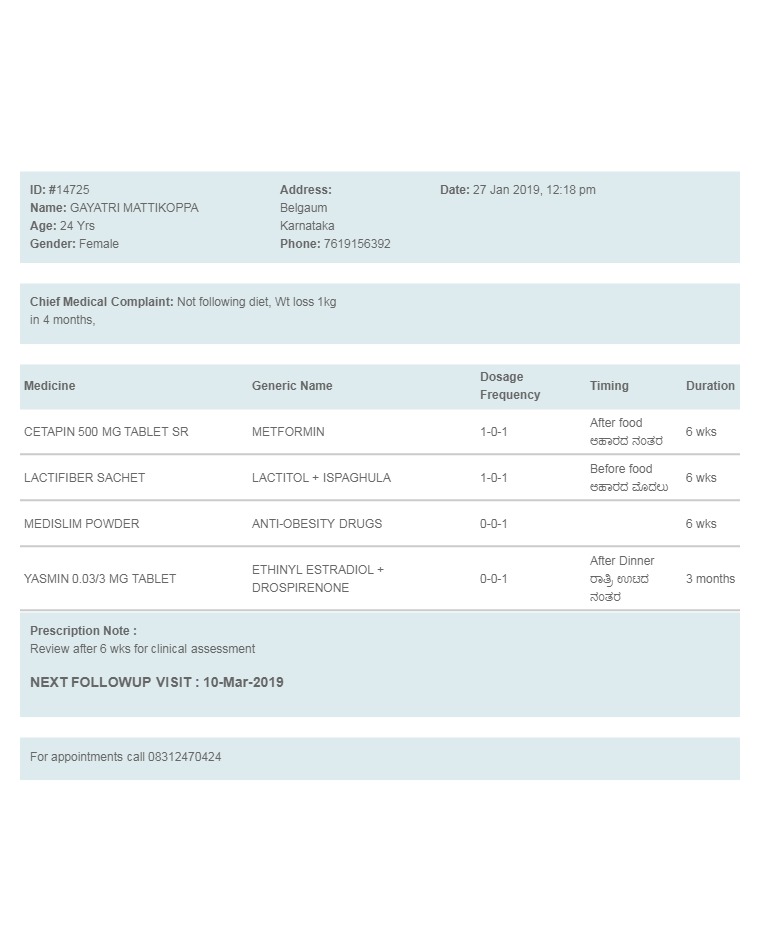 ID: #14725
Name: GAYATRI MATTIKOPPA
Age: 24 Yrs
Gender: Female
Address:
Belgaum
Karnataka
Phone: 7619156392
Date: 27 Jan 2019, 12:18 pm
Chief Medical Complaint: Not following diet, Wt loss 1kg
in 4 months,
Medicine Generic Name Dosage Frequency Timing Duration
CETAPIN 500 MG TABLET SR METFORMIN 1-0-1 After food 6 wks
ಆಹಾರದ ನಂತರ
LACTIFIBER SACHET LACTITOL + ISPAGHULA 1-0-1 Before food 6 wks
ಆಹಾರದ ಮೊದಲು
MEDISLIM POWDER ANTI-OBESITY DRUGS 0-0-1 6 wks
YASMIN 0.03/3 MG TABLET ETHINYL ESTRADIOL + DROSPIRENONE 0-0-1 After Dinner 3 months
ರಾತ್ರಿ ಊಟದ
ನಂತರ
Prescription Note :
Review after 6 wks for clinical assessment
NEXT FOLLOWUP VISIT : 10-Mar-2019
For appointments call 08312470424